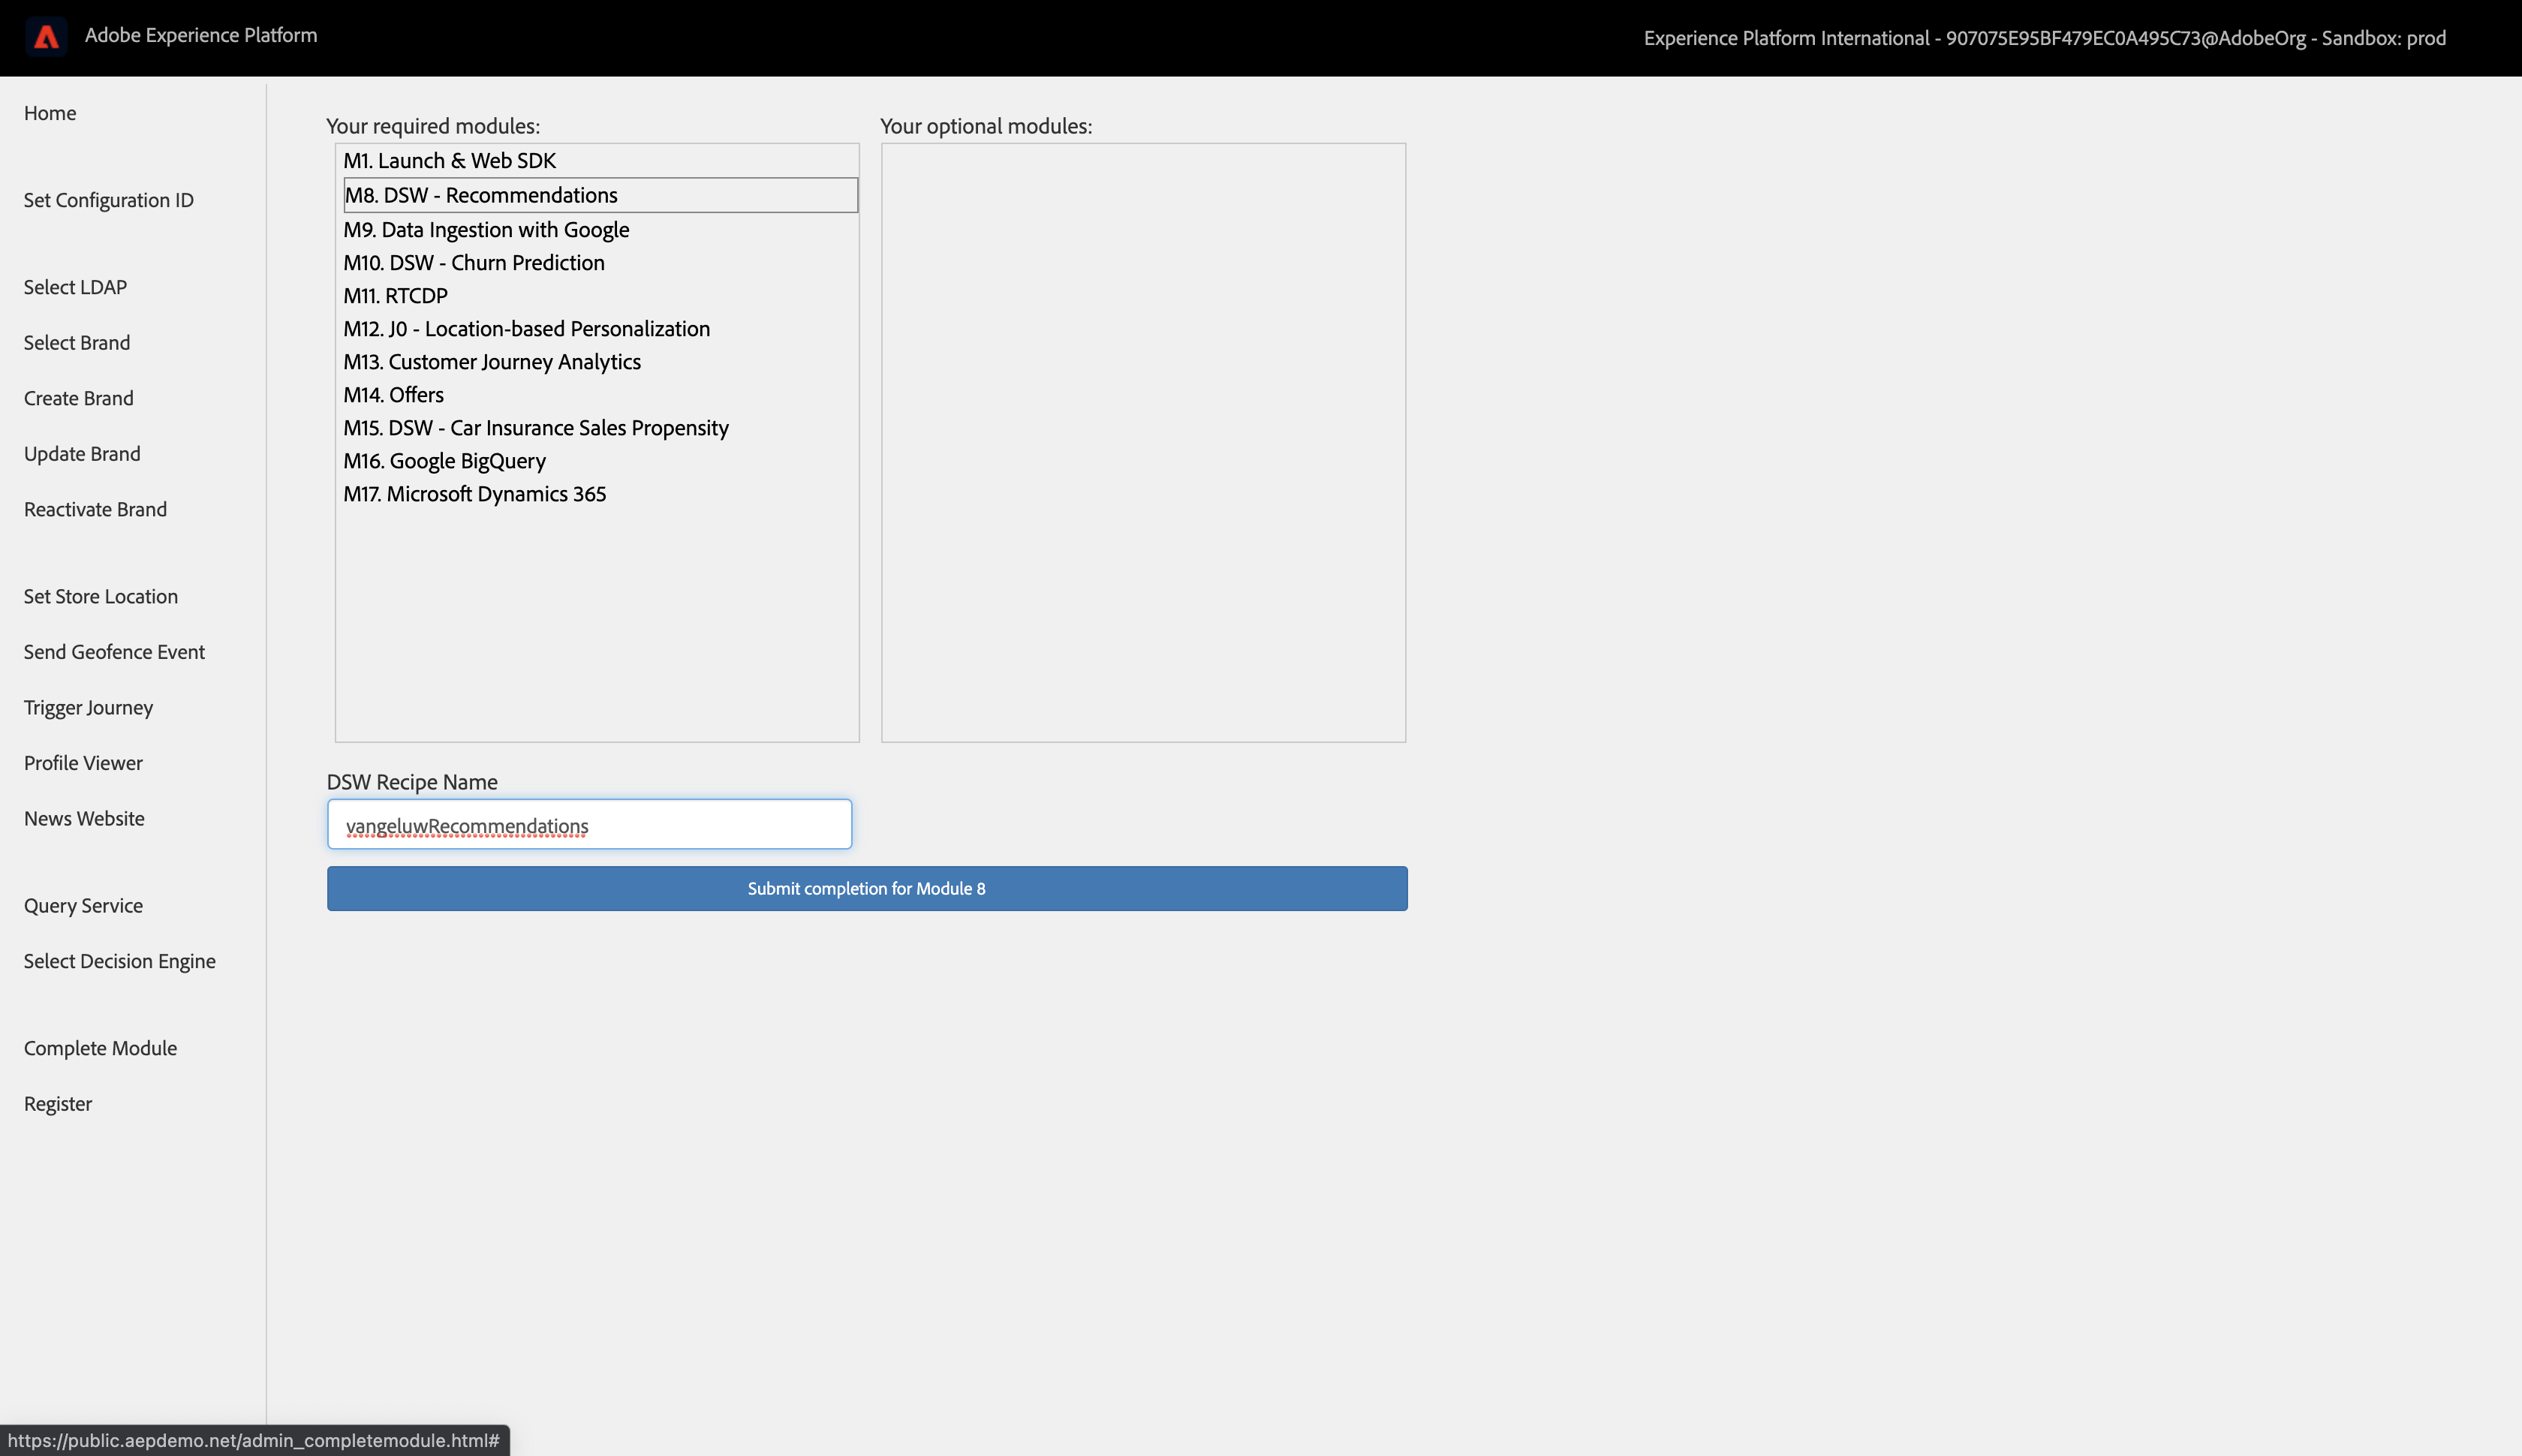 Adobe Experience Platform
Experience Platform International - 907075E95BF479EC0A495C73@AdobeOrg - Sandbox: prod
Home
Set Configuration ID
Select LDAP
Select Brand
Create Brand
Update Brand
Reactivate Brand
Set Store Location
Send Geofence Event
Trigger Journey
Profile Viewer
News Website
Query Service
Select Decision Engine
Complete Module
Register
Your required modules:
M1. Launch & Web SDK
M8. DSW - Recommendations
M9. Data Ingestion with Google
M10. DSW - Churn Prediction
M11. RTCDP
M12. JO - Location-based Personalization
M13. Customer Journey Analytics
M14. Offers
M15. DSW - Car Insurance Sales Propensity
M16. Google BigQuery
M17. Microsoft Dynamics 365
Your optional modules:
DSW Recipe Name
vangeluwRecommendations
Submit completion for Module 8
https://public.aepdemo.net/admin_completemodule.html#